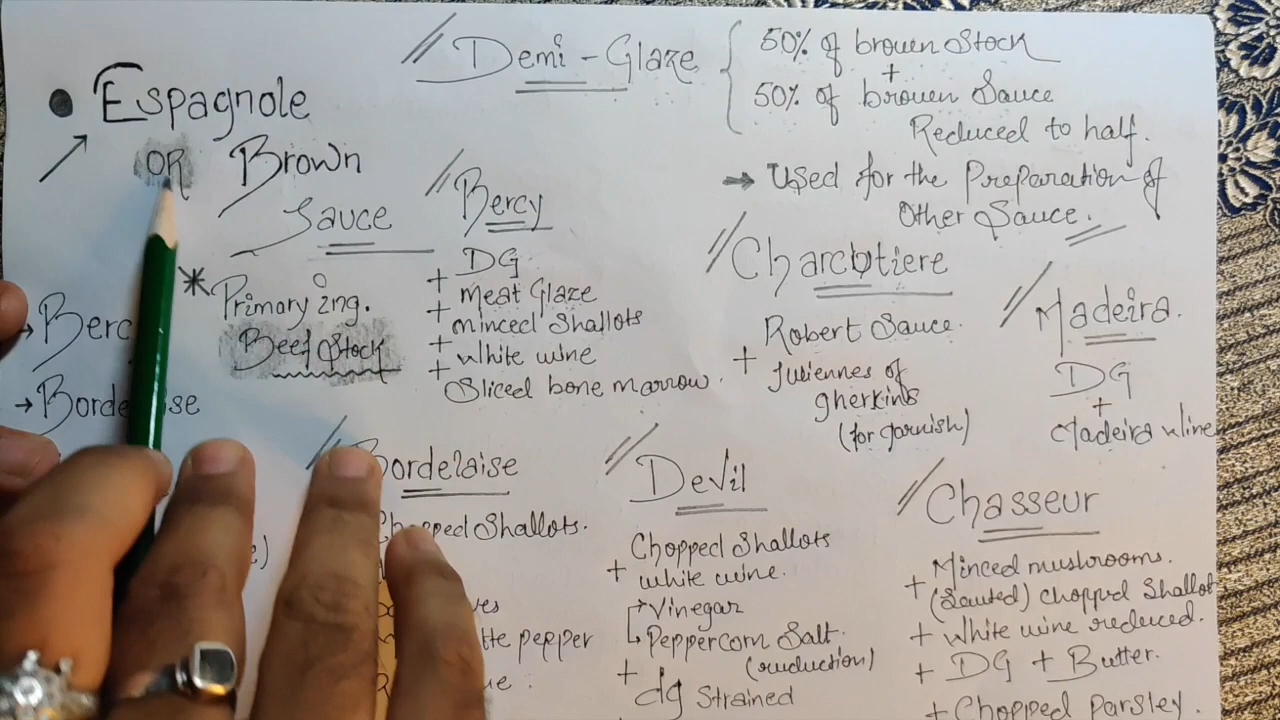 Demi-Glaze
50% of brown Stock
+
50% of brown Sauce
Reduced to half.
→ Used for the Preparation of
Other Sauce.
• Espagnole
OR Brown
Sauce
* Primary ing.
Beef Stock
→ Berc
→ Borde ise
Bercy
DG
+ Meat Glaze
+ minced Shallots
+ White wine
+ Sliced bone marrow.
Charcutiere
Robert Sauce.
+ Juliennes of
gherkins
(for garnish)
Madeira.
DG
+
Madeira wine
Bordelaise
Chopped Shallots.
pepper
Devil
Chopped Shallots
+ white wine.
Vinegar
Peppercorn Salt.
(reduction)
+ dg Strained
Chasseur
Minced mushrooms.
+ (Sauted) chopped Shallot
+ White wine reduced.
+ DG + Butter.
+ Chopped Parsley.